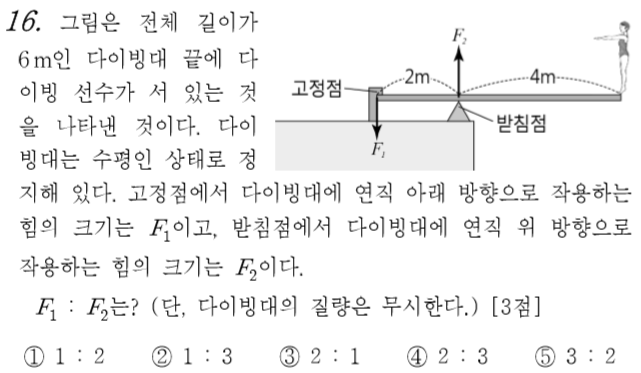 16. 그림은 전체 길이가
6m인 다이빙대 끝에 다
이빙 선수가 서 있는 것
을 나타낸 것이다. 다이
빙대는 수평인 상태로 정
지해 있다. 고정점에서 다이빙대에 연직 아래 방향으로 작용하는
힘의 크기는 F₁이고, 받침점에서 다이빙대에 연직 위 방향으로
작용하는 힘의 크기는 F₂이다.
F₂
2m
4m
고정점
받침점
F₁
F₁ : F₂는? (단, 다이빙대의 질량은 무시한다.) [3점]
① 1 : 2 ② 1 : 3 ③ 2 : 1 ④ 2 : 3 ⑤ 3 : 2